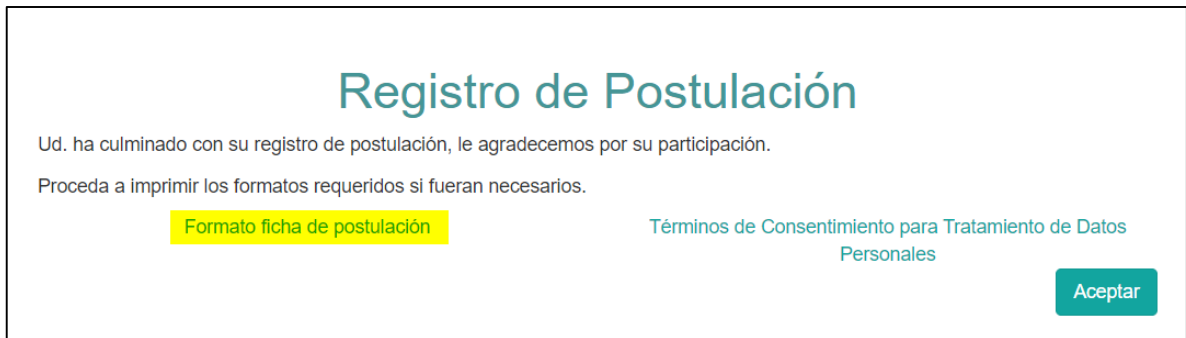 Registro de Postulación
Ud. ha culminado con su registro de postulación, le agradecemos por su participación.
Proceda a imprimir los formatos requeridos si fueran necesarios.
Formato ficha de postulación
Términos de Consentimiento para Tratamiento de Datos
Personales
Aceptar